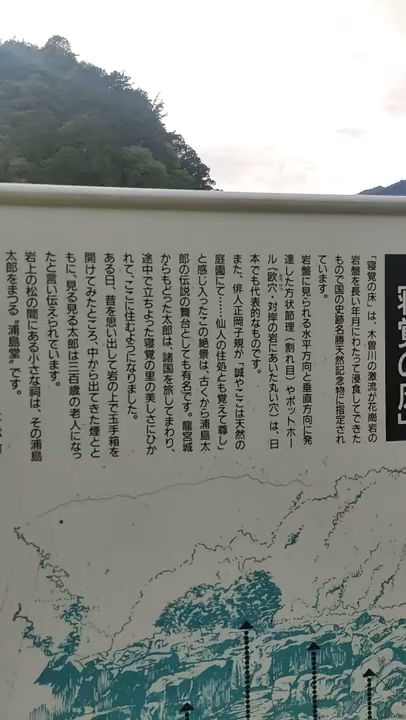 寝覚の床」
「寝覚の床」は、木曽川の激流が花崗岩の
岩盤を長い年月にわたって浸食してできた
もので国の史跡名勝天然記念物に指定され
ています。
岩盤に見られる水平方向と垂直方向に発
達した方状節理（割れ目）やポットホー
ル（欧穴・対岸の岩にあいた丸い穴）は、日
本でも代表的なものです。
また、俳人正岡子規が「誠やここは天然の
庭園にて……仙人の住処とも覚えて尊し」
と感じ入ったこの絶景は、古くから浦島太
郎の伝説の舞台としても有名です。龍宮城
からもどった太郎は、諸国を旅してまわり、
途中で立ちよった寝覚の里の美しさにひか
れて、ここに住むようになりました。
ある日、昔を思い出して岩の上で玉手箱を
開けてみたところ、中から出てきた煙とと
もに、見る見る太郎は三百歳の老人になっ
たと言い伝えられています。
岩上の松の間にある小さな祠は、その浦島
太郎をまつる“浦島堂”です。